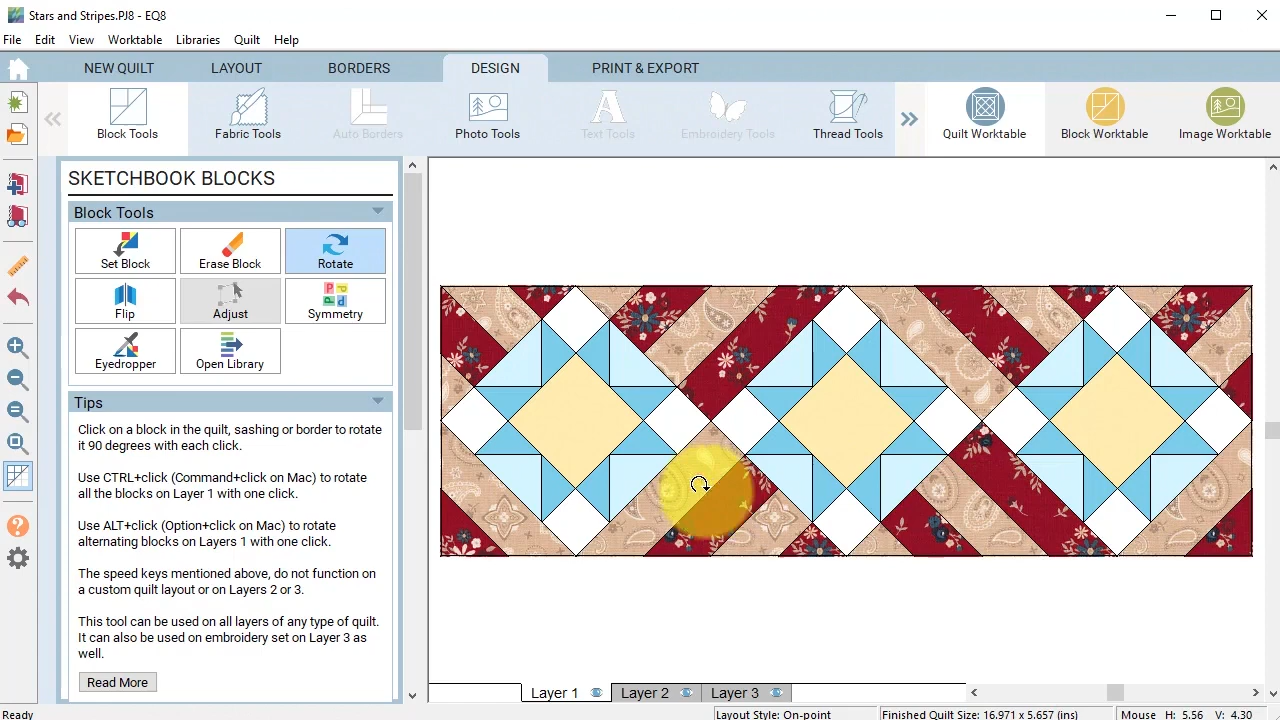 Stars and Stripes.PJ8 - EQ8
File Edit View Worktable Libraries Quilt Help
NEW QUILT LAYOUT BORDERS DESIGN PRINT & EXPORT
Block Tools Fabric Tools Auto Borders Photo Tools Text Tools Embroidery Tools Thread Tools Quilt Worktable Block Worktable Image Worktable
SKETCHBOOK BLOCKS
Block Tools
Set Block Erase Block Rotate
Flip Adjust Symmetry
Eyedropper Open Library
Tips
Click on a block in the quilt, sashing or border to rotate
it 90 degrees with each click.
Use CTRL+click (Command+click on Mac) to rotate
all the blocks on Layer 1 with one click.
Use ALT+click (Option+click on Mac) to rotate
alternating blocks on Layers 1 with one click.
The speed keys mentioned above, do not function on
a custom quilt layout or on Layers 2 or 3.
This tool can be used on all layers of any type of quilt.
It can also be used on embroidery set on Layer 3 as
well.
Read More
Layer 1 Layer 2 Layer 3
Ready Layout Style: On-point Finished Quilt Size: 16.971 x 5.657 (ins) Mouse H: 5.56 V: 4.30